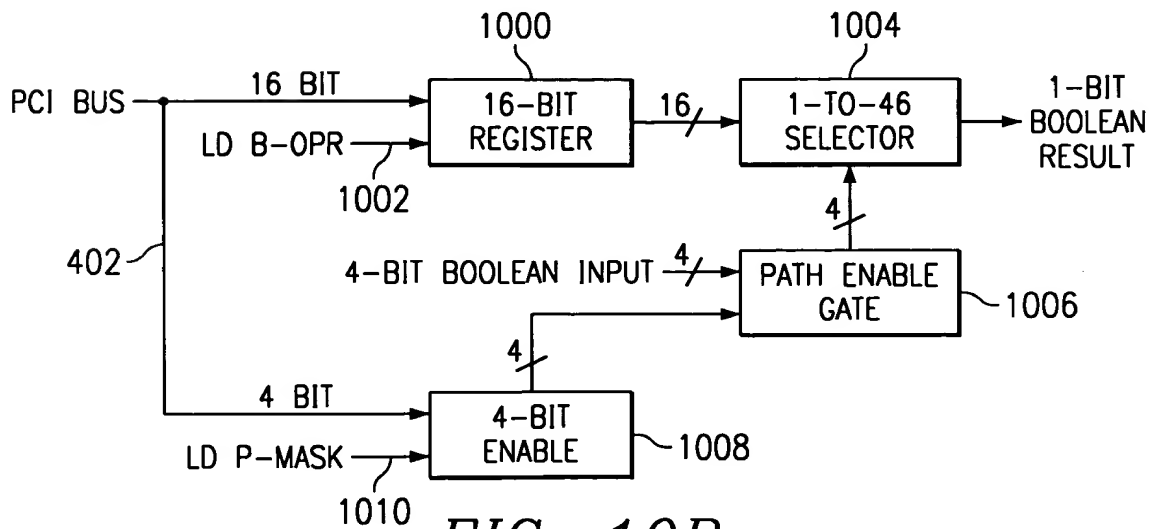 1000
1004
PCI BUS
16 BIT
16-BIT
REGISTER
16
1-TO-46
SELECTOR
1-BIT
BOOLEAN
RESULT
LD B-OPR
1002
4
402
4-BIT BOOLEAN INPUT
4
PATH ENABLE
GATE
1006
4
4 BIT
4-BIT
ENABLE
1008
LD P-MASK
1010
FIG. 10B